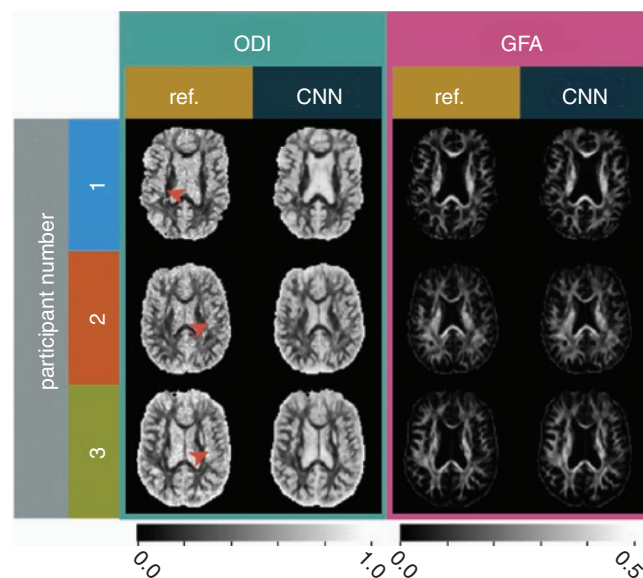 ODI
GFA
ref.
CNN
ref.
CNN
participant number
1
2
3
0.0
1.0
0.0
0.5